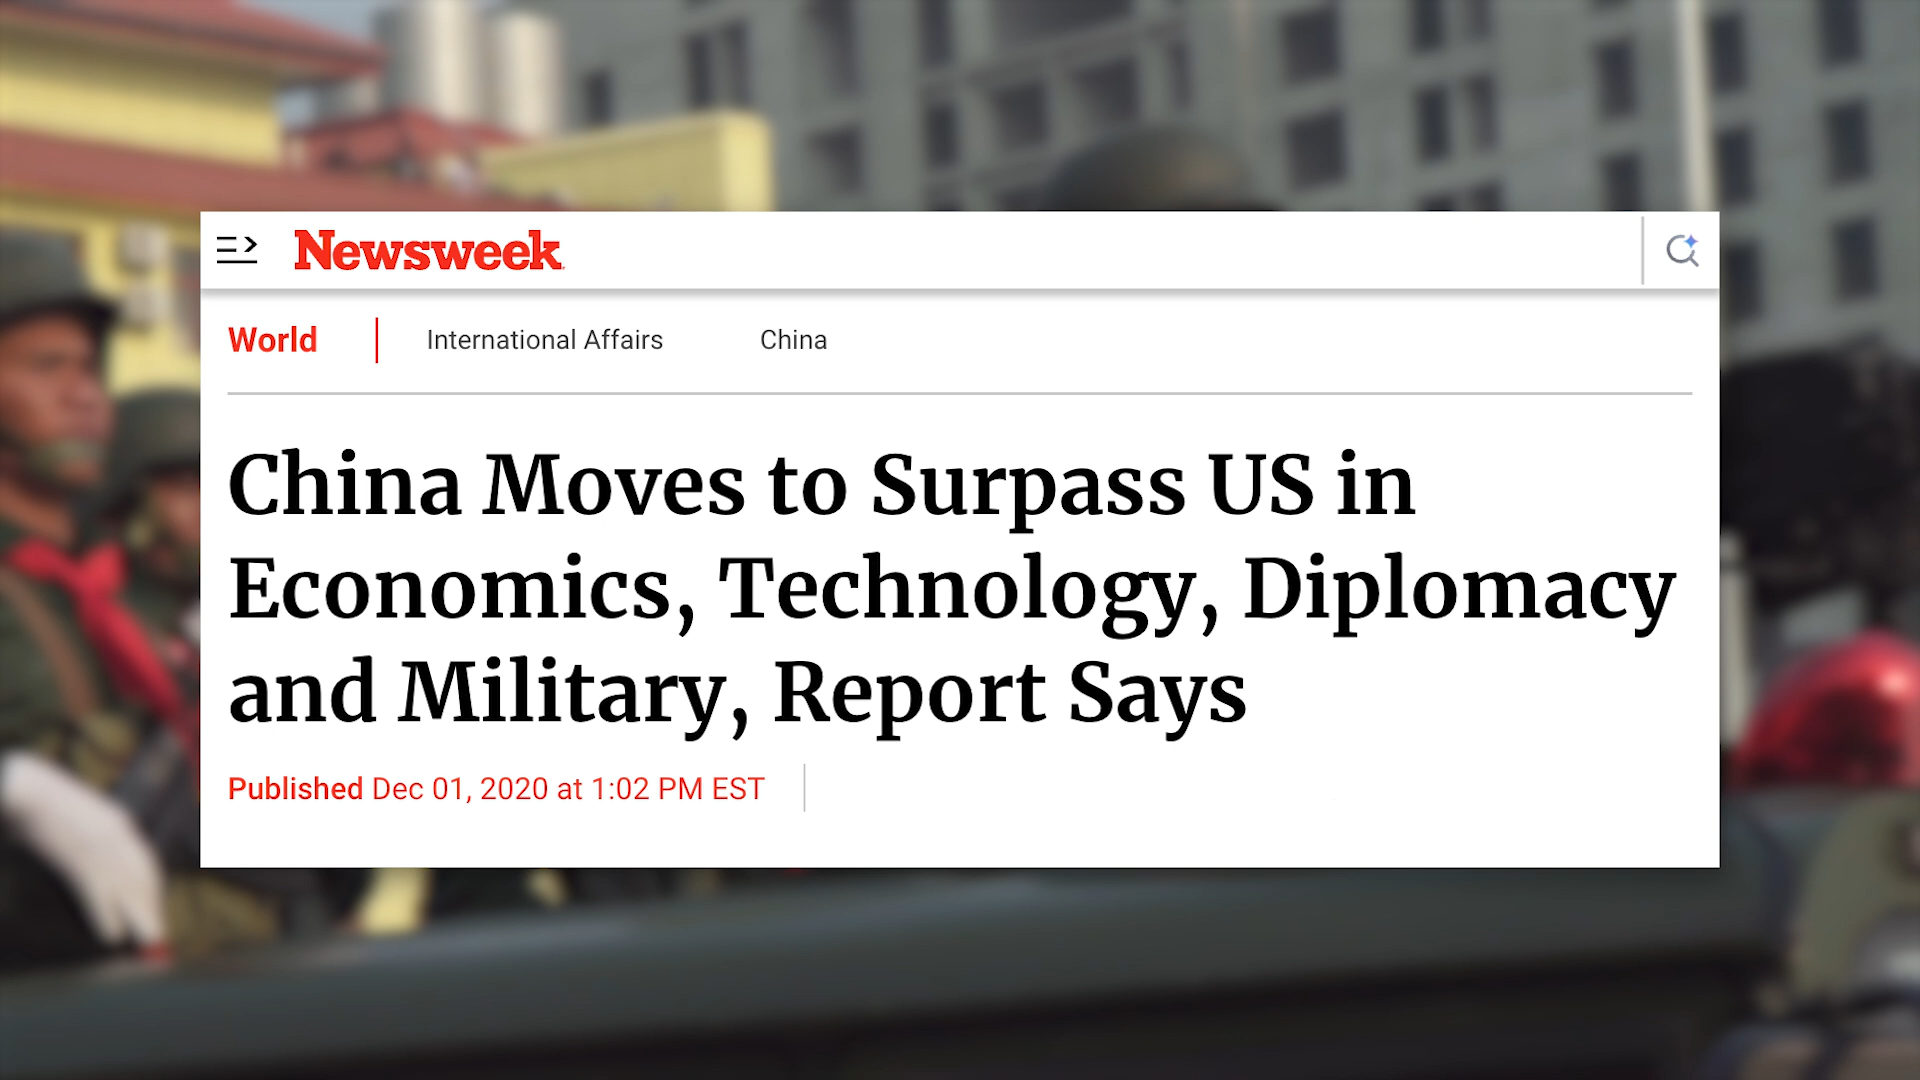 Newsweek
World
International Affairs
China
China Moves to Surpass US in
Economics, Technology, Diplomacy
and Military, Report Says
Published Dec 01, 2020 at 1:02 PM EST